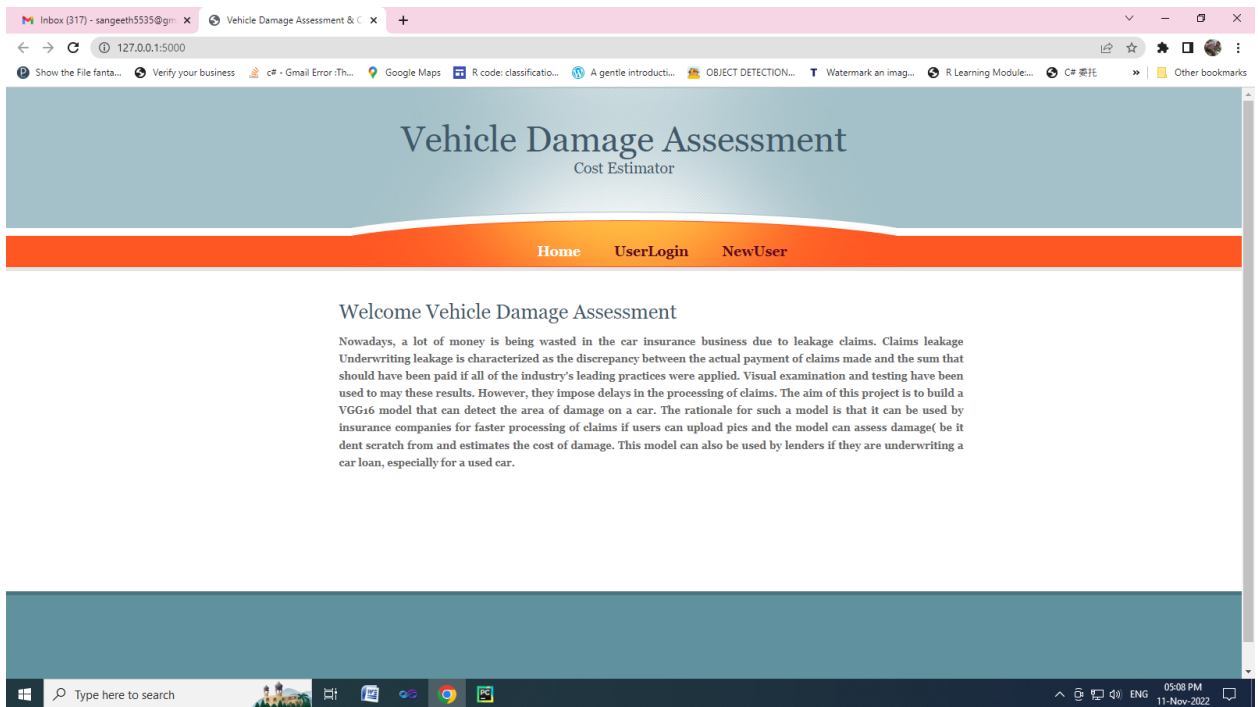 Inbox (317) - sangeeth5535@gm
Vehicle Damage Assessment & C
127.0.0.1:5000
Show the File fanta...
Verify your business
c# - Gmail Error :Th...
Google Maps
R code: classificatio...
A gentle introducti...
OBJECT DETECTION...
Watermark an imag...
R Learning Module:...
C# 委托
»
Other bookmarks
Vehicle Damage Assessment
Cost Estimator
Home UserLogin NewUser
Welcome Vehicle Damage Assessment
Nowadays, a lot of money is being wasted in the car insurance business due to leakage claims. Claims leakage
Underwriting leakage is characterized as the discrepancy between the actual payment of claims made and the sum that
should have been paid if all of the industry's leading practices were applied. Visual examination and testing have been
used to may these results. However, they impose delays in the processing of claims. The aim of this project is to build a
VGG16 model that can detect the area of damage on a car. The rationale for such a model is that it can be used by
insurance companies for faster processing of claims if users can upload pics and the model can assess damage( be it
dent scratch from and estimates the cost of damage. This model can also be used by lenders if they are underwriting a
car loan, especially for a used car.
Type here to search
ENG
05:08 PM
11-Nov-2022